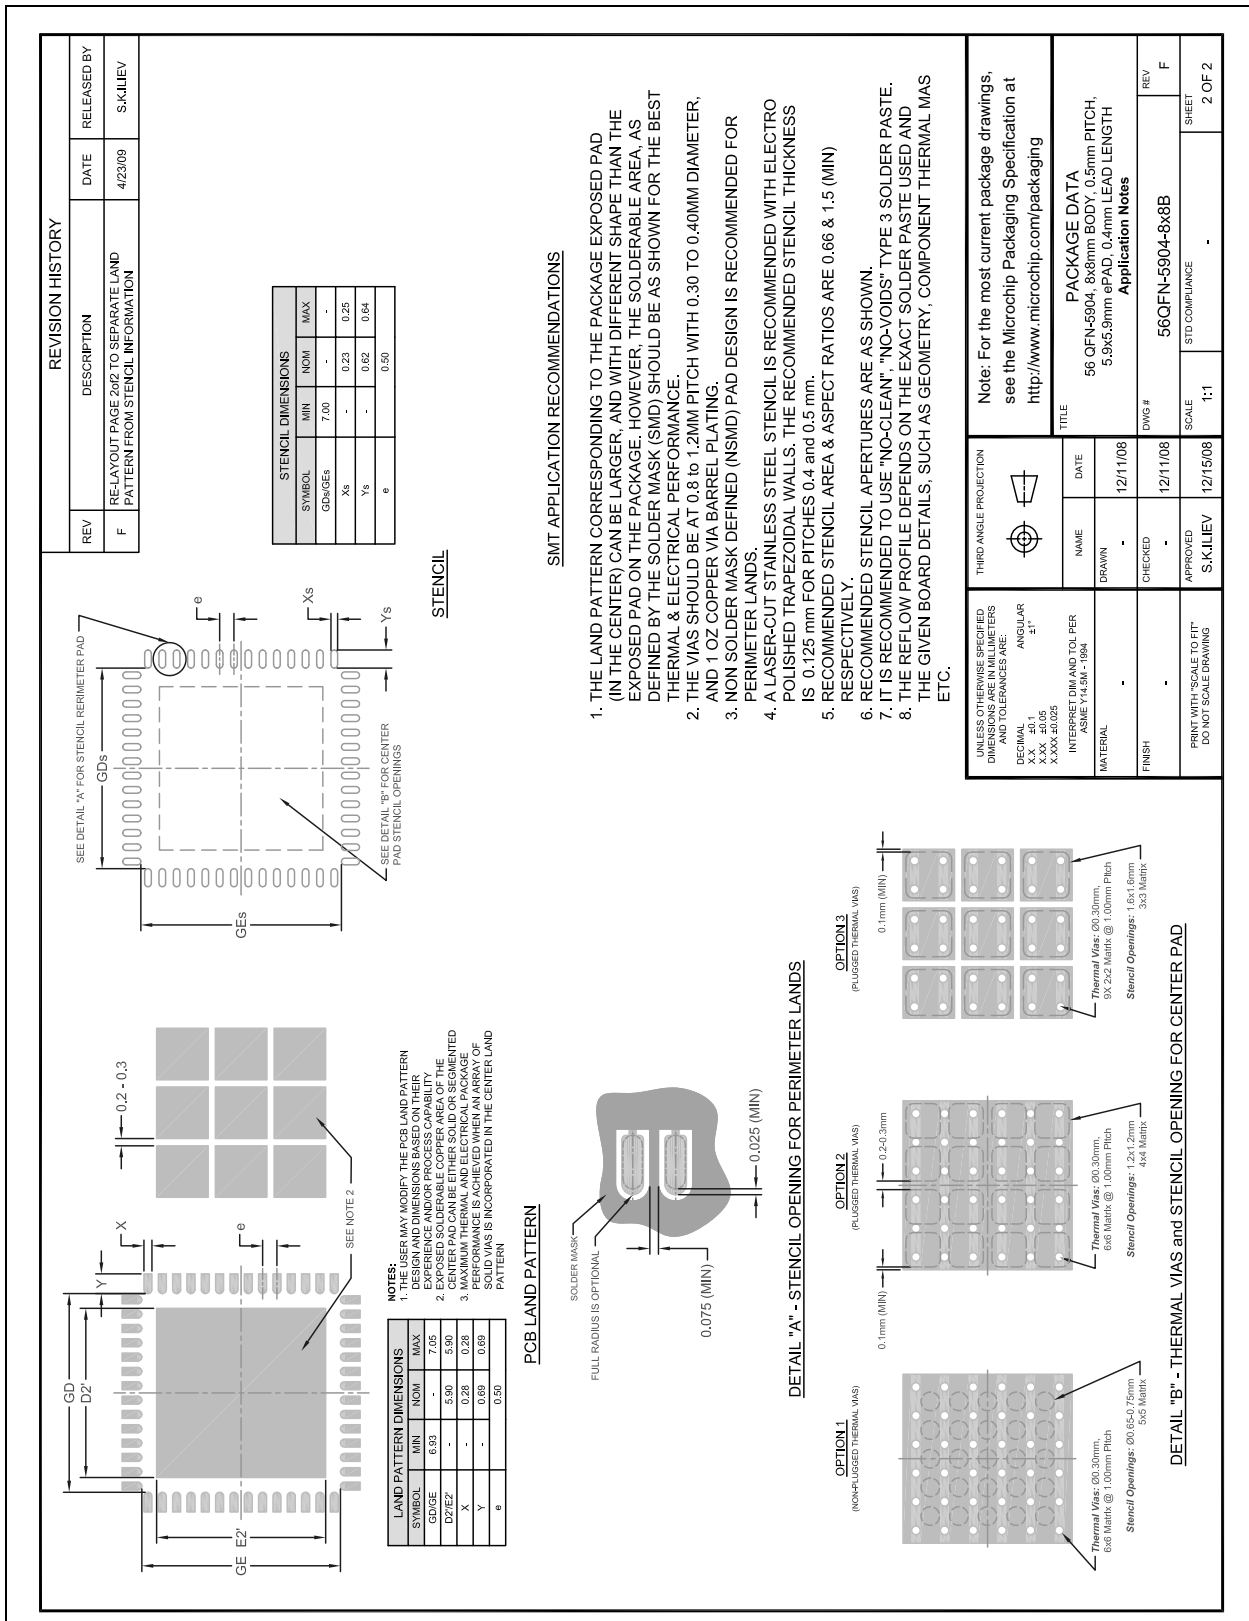 REVISION HISTORY
REV DESCRIPTION DATE RELEASED BY
F RE-LAYOUT PAGE 2of2 TO SEPARATE LAND PATTERN FROM STENCIL INFORMATION 4/23/09 S.K.ILIEV
GD
D2'
GE
E2'
Y
X
e
0.2 - 0.3
SEE NOTE 2
LAND PATTERN DIMENSIONS
SYMBOL MIN NOM MAX
GD/GE 6.93 - 7.05
D2'/E2' - 5.90 5.90
X - 0.28 0.28
Y - 0.69 0.69
e 0.50
NOTES:
1. THE USER MAY MODIFY THE PCB LAND PATTERN
DESIGN AND DIMENSIONS BASED ON THEIR
EXPERIENCE AND/OR PROCESS CAPABILITY
2. EXPOSED SOLDERABLE COPPER AREA OF THE
CENTER PAD CAN BE EITHER SOLID OR SEGMENTED
3. MAXIMUM THERMAL AND ELECTRICAL PACKAGE
PERFORMANCE IS ACHIEVED WHEN AN ARRAY OF
SOLID VIAS IS INCORPORATED IN THE CENTER LAND
PATTERN
PCB LAND PATTERN
SEE DETAIL "A" FOR STENCIL RERIMETER PAD
GDs
GEs
e
Xs
Ys
SEE DETAIL "B" FOR CENTER
PAD STENCIL OPENINGS
STENCIL
STENCIL DIMENSIONS
SYMBOL MIN NOM MAX
GDs/GEs 7.00 - -
Xs - 0.23 0.25
Ys - 0.62 0.64
e 0.50
SOLDER MASK
FULL RADIUS IS OPTIONAL
0.075 (MIN)
0.025 (MIN)
DETAIL "A" - STENCIL OPENING FOR PERIMETER LANDS
SMT APPLICATION RECOMMENDATIONS
1. THE LAND PATTERN CORRESPONDING TO THE PACKAGE EXPOSED PAD
(IN THE CENTER) CAN BE LARGER, AND WITH DIFFERENT SHAPE THAN THE
EXPOSED PAD ON THE PACKAGE. HOWEVER, THE SOLDERABLE AREA, AS
DEFINED BY THE SOLDER MASK (SMD) SHOULD BE AS SHOWN FOR THE BEST
THERMAL & ELECTRICAL PERFORMANCE.
2. THE VIAS SHOULD BE AT 0.8 to 1.2MM PITCH WITH 0.30 TO 0.40MM DIAMETER,
AND 1 OZ COPPER VIA BARREL PLATING.
3. NON SOLDER MASK DEFINED (NSMD) PAD DESIGN IS RECOMMENDED FOR
PERIMETER LANDS.
4. A LASER-CUT STAINLESS STEEL STENCIL IS RECOMMENDED WITH ELECTRO
POLISHED TRAPEZOIDAL WALLS. THE RECOMMENDED STENCIL THICKNESS
IS 0.125 mm FOR PITCHES 0.4 and 0.5 mm.
5. RECOMMENDED STENCIL AREA & ASPECT RATIOS ARE 0.66 & 1.5 (MIN)
RESPECTIVELY.
6. RECOMMENDED STENCIL APERTURES ARE AS SHOWN.
7. IT IS RECOMMENDED TO USE "NO-CLEAN", "NO-VOIDS" TYPE 3 SOLDER PASTE.
8. THE REFLOW PROFILE DEPENDS ON THE EXACT SOLDER PASTE USED AND
THE GIVEN BOARD DETAILS, SUCH AS GEOMETRY, COMPONENT THERMAL MAS
ETC.
OPTION 1
(NON-PLUGGED THERMAL VIAS)
Thermal Vias: Ø0.30mm,
6x6 Matrix @ 1.00mm Pitch
Stencil Openings: Ø0.65-0.75mm
5x5 Matrix
OPTION 2
(PLUGGED THERMAL VIAS)
0.1mm (MIN)
0.2-0.3mm
Thermal Vias: Ø0.30mm,
6x6 Matrix @ 1.00mm Pitch
Stencil Openings: 1.2x1.2mm
4x4 Matrix
OPTION 3
(PLUGGED THERMAL VIAS)
0.1mm (MIN)
Thermal Vias: Ø0.30mm,
9X 2x2 Matrix @ 1.00mm Pitch
Stencil Openings: 1.6x1.6mm
3x3 Matrix
DETAIL "B" - THERMAL VIAS and STENCIL OPENING FOR CENTER PAD
UNLESS OTHERWISE SPECIFIED
DIMENSIONS ARE IN MILLIMETERS
AND TOLERANCES ARE:
DECIMAL ANGULAR
X.X ±0.1 ±1°
X.XX ±0.05
X.XXX ±0.025
INTERPRET DIM AND TOL PER
ASME Y14.5M - 1994
MATERIAL
-
FINISH
-
PRINT WITH "SCALE TO FIT"
DO NOT SCALE DRAWING
THIRD ANGLE PROJECTION
NAME DATE
DRAWN
- 12/11/08
CHECKED
- 12/11/08
APPROVED
S.K.ILIEV 12/15/08
Note: For the most current package drawings,
see the Microchip Packaging Specification at
http://www.microchip.com/packaging
TITLE
PACKAGE DATA
56 QFN-5904, 8x8mm BODY, 0.5mm PITCH,
5.9x5.9mm ePAD, 0.4mm LEAD LENGTH
Application Notes
DWG # REV
56QFN-5904-8x8B F
SCALE STD COMPLIANCE SHEET
1:1 - 2 OF 2